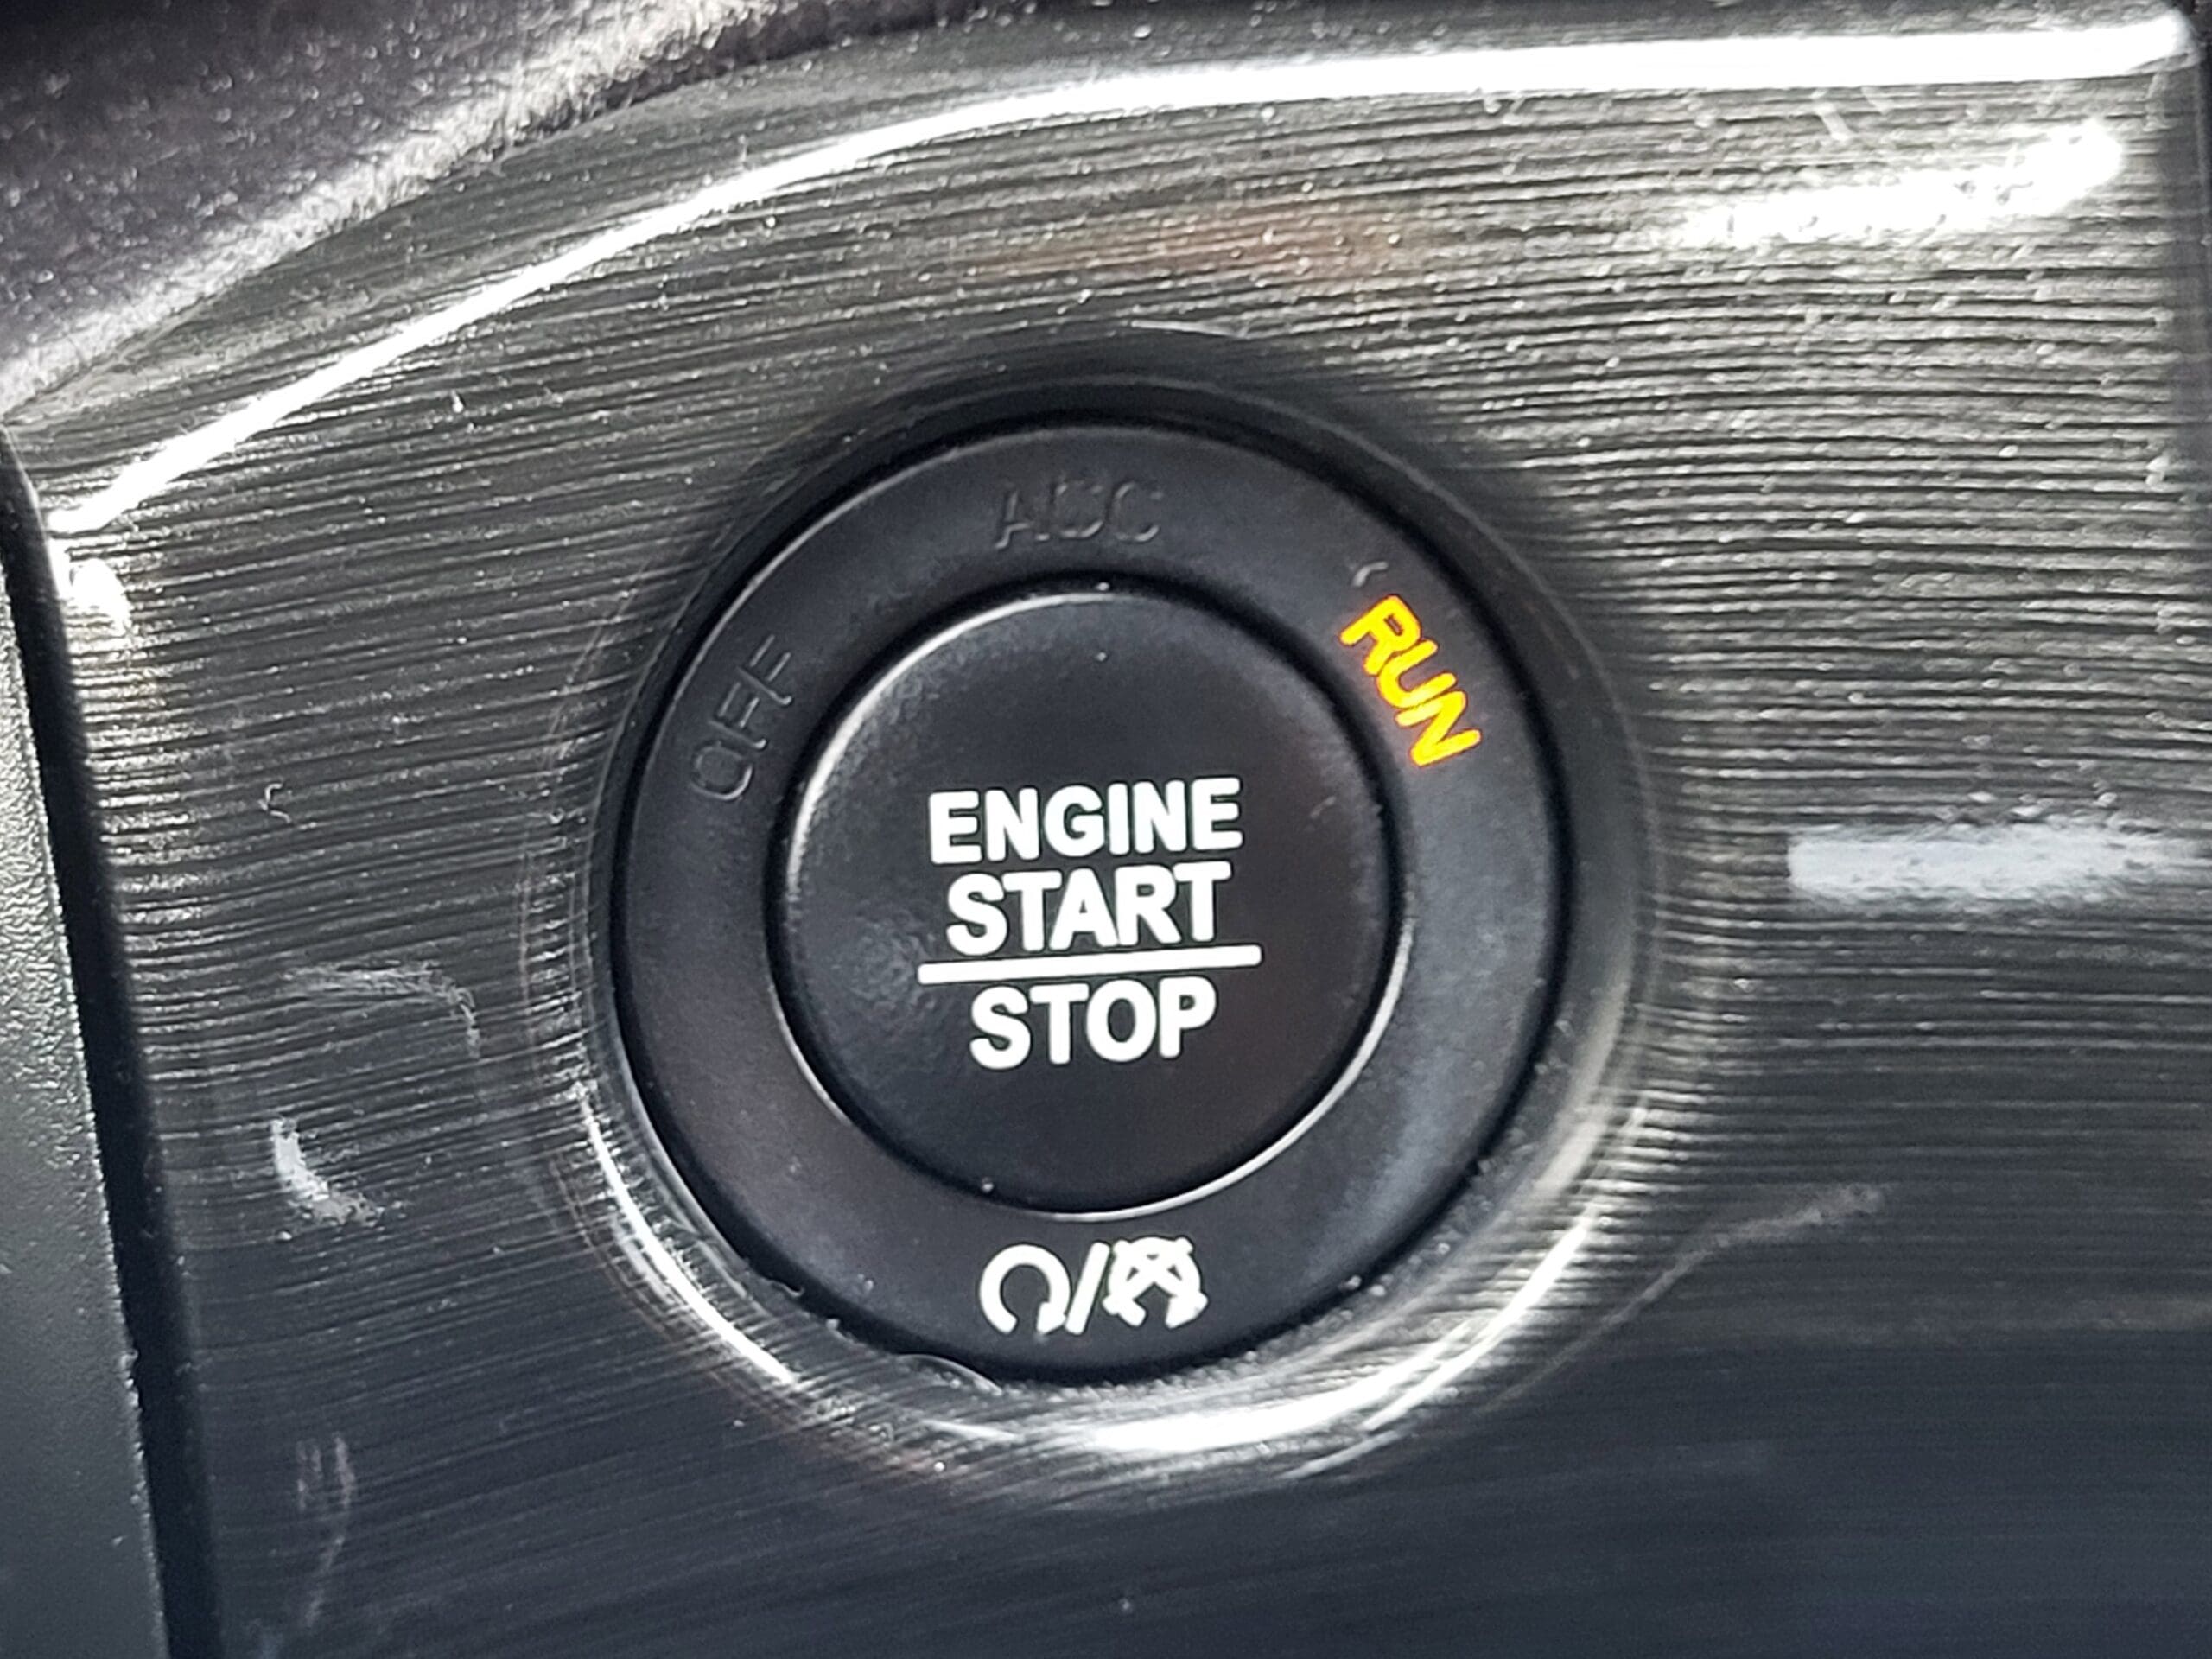 ACC
OFF
RUN
ENGINE
START
STOP